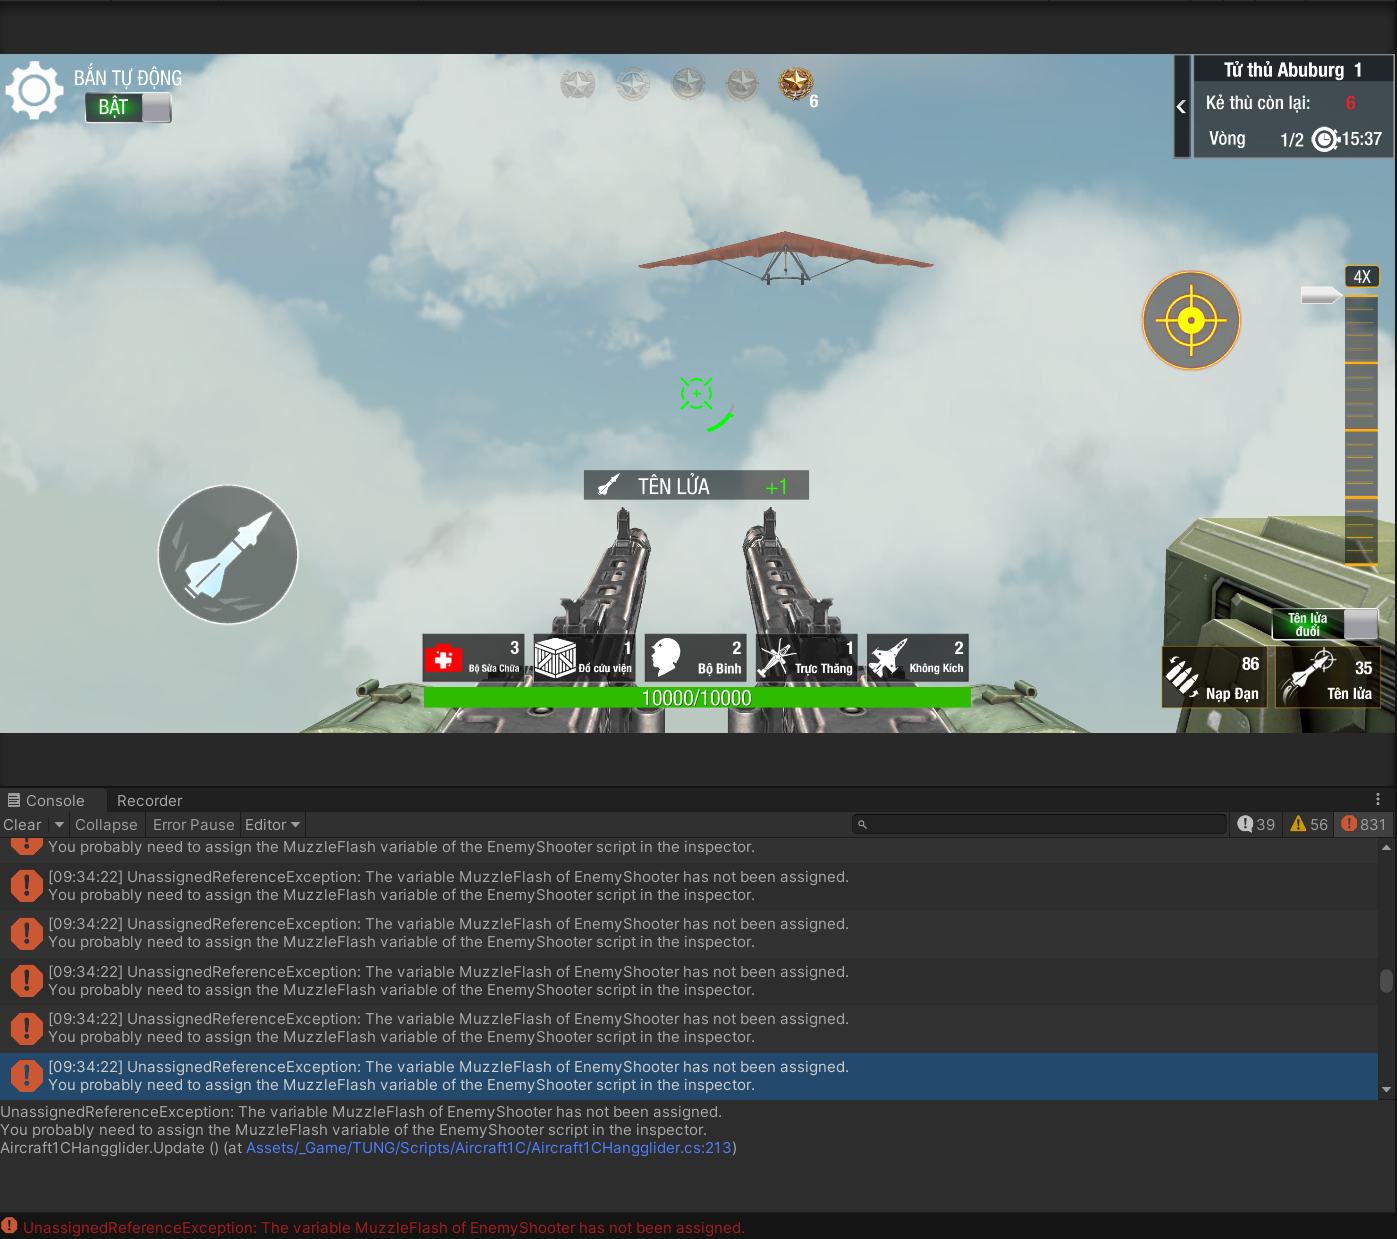 BẮN TỰ ĐỘNG
BẬT
6
Tử thủ Abuburg 1
Kẻ thù còn lại: 6
Vòng 1/2 15:37
4X
TÊN LỬA +1
Tên lửa
đuổi
3
Bộ Sửa Chữa
1
Đồ cứu viện
2
Bộ Binh
1
Trực Thăng
2
Không Kích
86
Nạp Đạn
35
Tên lửa
10000/10000
Console Recorder
Clear Collapse Error Pause Editor 39 56 831
You probably need to assign the MuzzleFlash variable of the EnemyShooter script in the inspector.
[09:34:22] UnassignedReferenceException: The variable MuzzleFlash of EnemyShooter has not been assigned.
You probably need to assign the MuzzleFlash variable of the EnemyShooter script in the inspector.
[09:34:22] UnassignedReferenceException: The variable MuzzleFlash of EnemyShooter has not been assigned.
You probably need to assign the MuzzleFlash variable of the EnemyShooter script in the inspector.
[09:34:22] UnassignedReferenceException: The variable MuzzleFlash of EnemyShooter has not been assigned.
You probably need to assign the MuzzleFlash variable of the EnemyShooter script in the inspector.
[09:34:22] UnassignedReferenceException: The variable MuzzleFlash of EnemyShooter has not been assigned.
You probably need to assign the MuzzleFlash variable of the EnemyShooter script in the inspector.
[09:34:22] UnassignedReferenceException: The variable MuzzleFlash of EnemyShooter has not been assigned.
You probably need to assign the MuzzleFlash variable of the EnemyShooter script in the inspector.
UnassignedReferenceException: The variable MuzzleFlash of EnemyShooter has not been assigned.
You probably need to assign the MuzzleFlash variable of the EnemyShooter script in the inspector.
Aircraft1CHangglider.Update () (at Assets/_Game/TUNG/Scripts/Aircraft1C/Aircraft1CHangglider.cs:213)
UnassignedReferenceException: The variable MuzzleFlash of EnemyShooter has not been assigned.